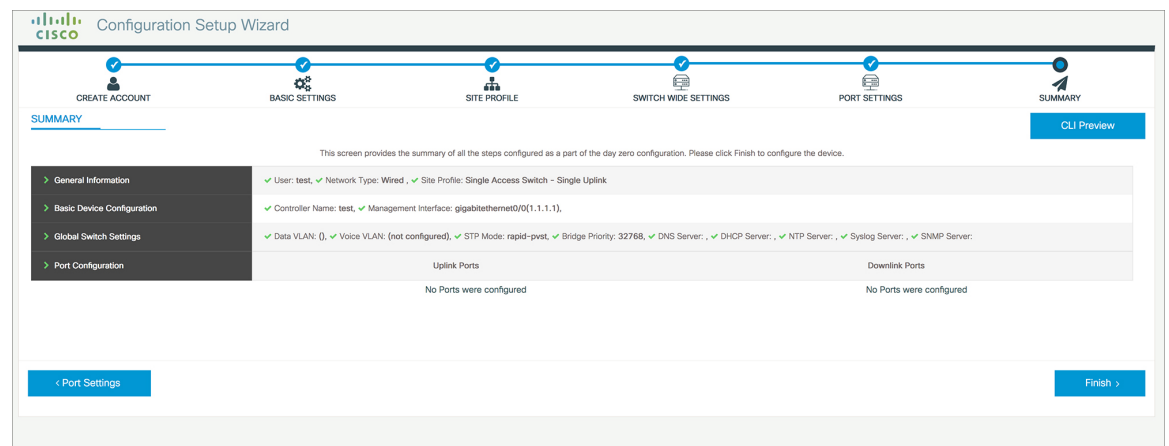 CISCO
Configuration Setup Wizard
CREATE ACCOUNT
BASIC SETTINGS
SITE PROFILE
SWITCH WIDE SETTINGS
PORT SETTINGS
SUMMARY
SUMMARY
CLI Preview
This screen provides the summary of all the steps configured as a part of the day zero configuration. Please click Finish to configure the device.
General Information
User: test, Network Type: Wired , Site Profile: Single Access Switch - Single Uplink
Basic Device Configuration
Controller Name: test, Management Interface: gigabitethernet0/0(1.1.1.1),
Global Switch Settings
Data VLAN: (), Voice VLAN: (not configured), STP Mode: rapid-pvst, Bridge Priority: 32768, DNS Server: , DHCP Server: , NTP Server: , Syslog Server: , SNMP Server:
Port Configuration
Uplink Ports
Downlink Ports
No Ports were configured
No Ports were configured
< Port Settings
Finish >